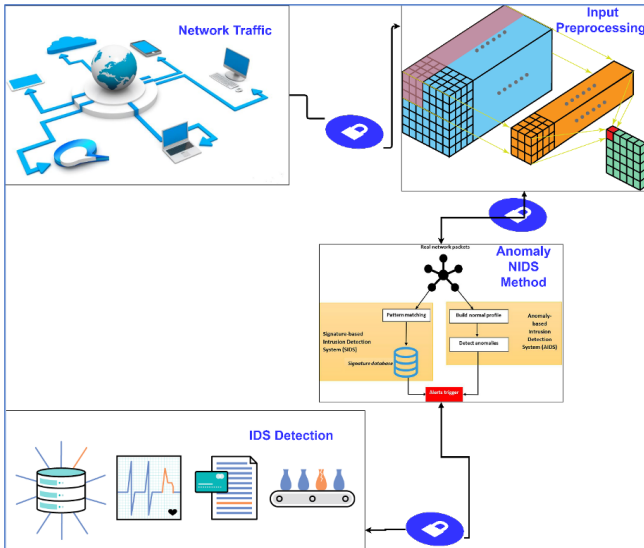 Network Traffic
Input
Preprocessing
Anomaly
NIDS
Method
Real network packets
Pattern matching
Build normal profile
Signature-based
Intrusion Detection
System (SIDS)
Signature database
Anomaly-
based
Intrusion
Detection
System (AIDS)
Detect anomalies
Alerts trigger
IDS Detection